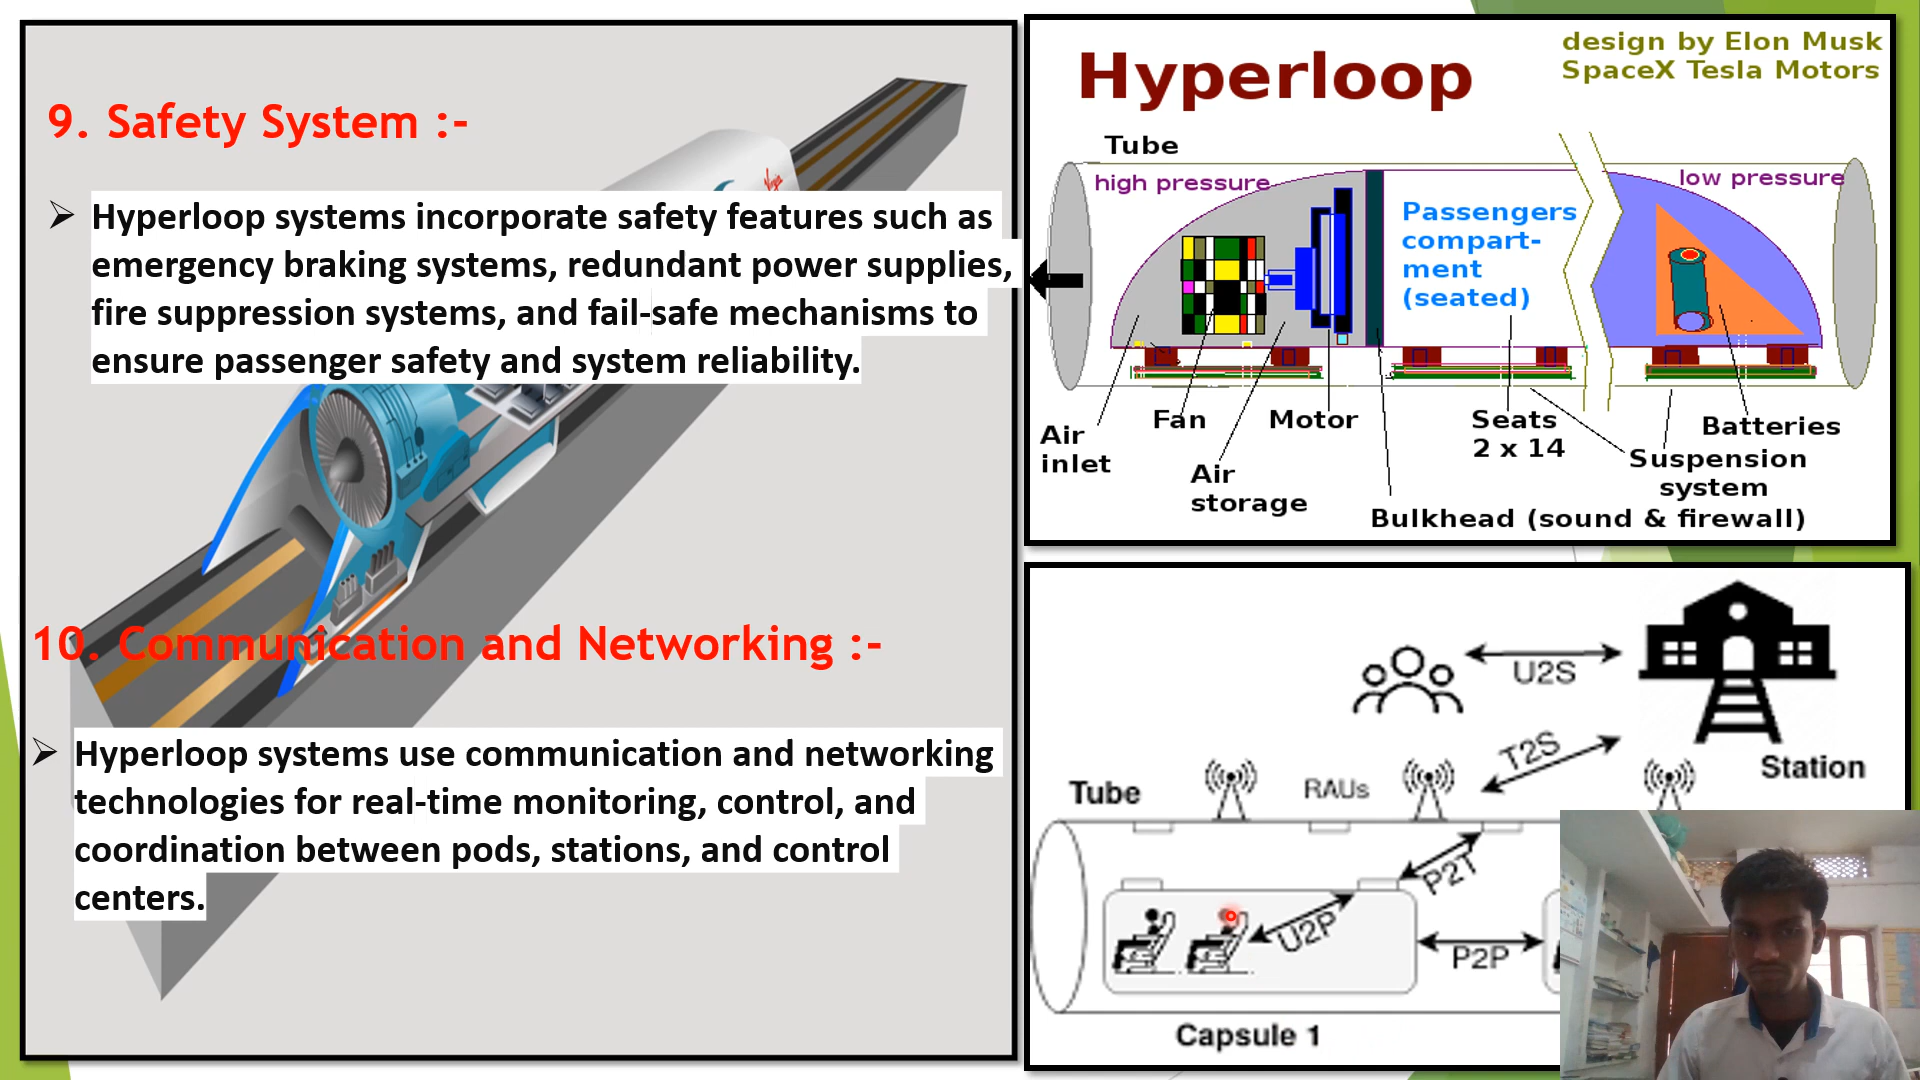 9. Safety System :-
Hyperloop systems incorporate safety features such as
emergency braking systems, redundant power supplies,
fire suppression systems, and fail-safe mechanisms to
ensure passenger safety and system reliability.
10. Communication and Networking :-
Hyperloop systems use communication and networking
technologies for real-time monitoring, control, and
coordination between pods, stations, and control
centers.
Virgin
Hyperloop
design by Elon Musk
SpaceX Tesla Motors
Tube
high pressure
low pressure
Passengers
compart-
ment
(seated)
Air
inlet
Fan
Air
storage
Motor
Seats
2 x 14
Batteries
Suspension
system
Bulkhead (sound & firewall)
U2S
T2S
Station
Tube
RAUs
P2T
U2P
P2P
Capsule 1